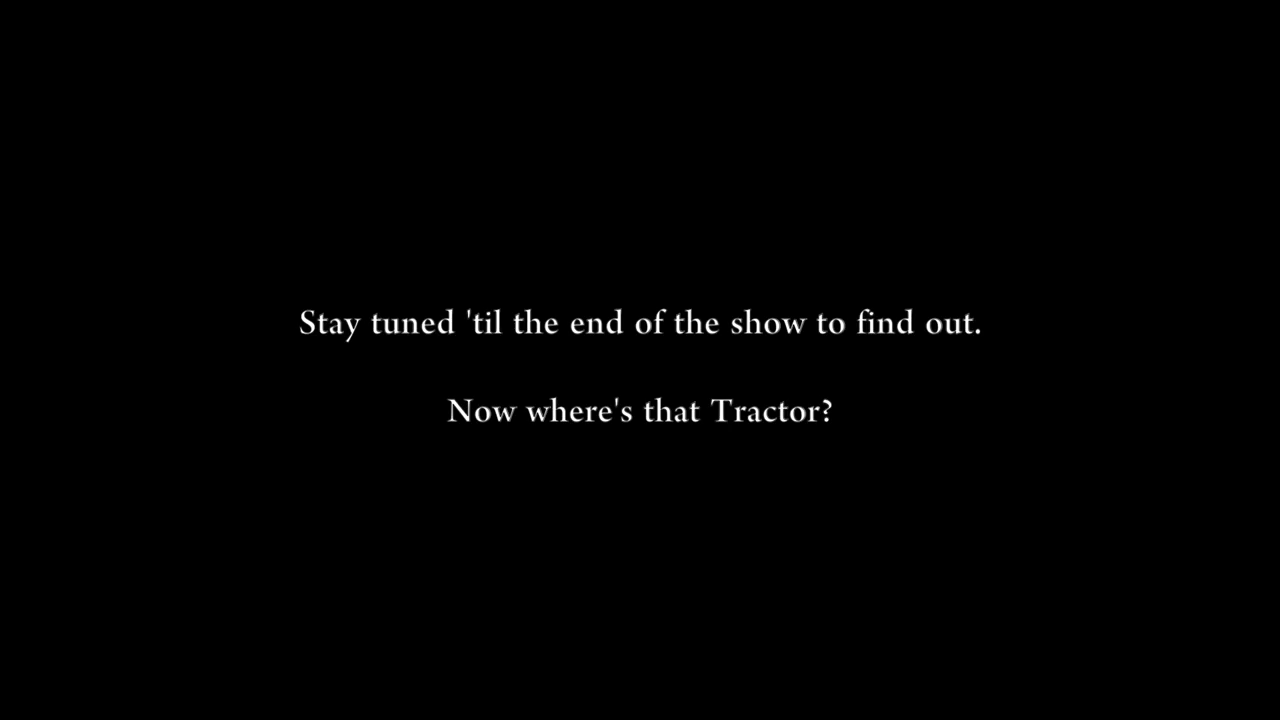 Stay tuned 'til the end of the show to find out.
Now where's that Tractor?